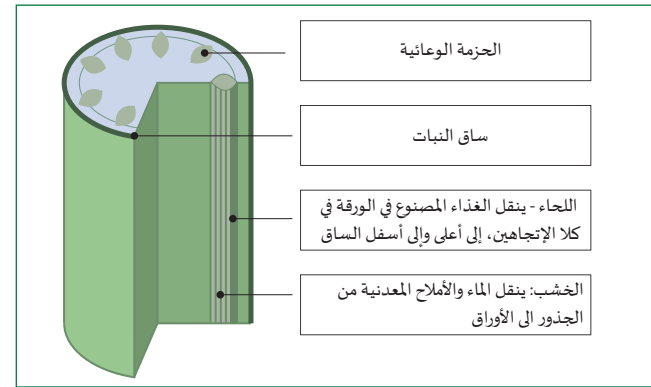 الحزمة الوعائية
ساق النبات
اللحاء - ينقل الغذاء المصنوع في الورقة في
كلا الإتجاهين، إلى أعلى وإلى أسفل الساق
الخشب: ينقل الماء والأملاح المعدنية من
الجذور الى الأوراق